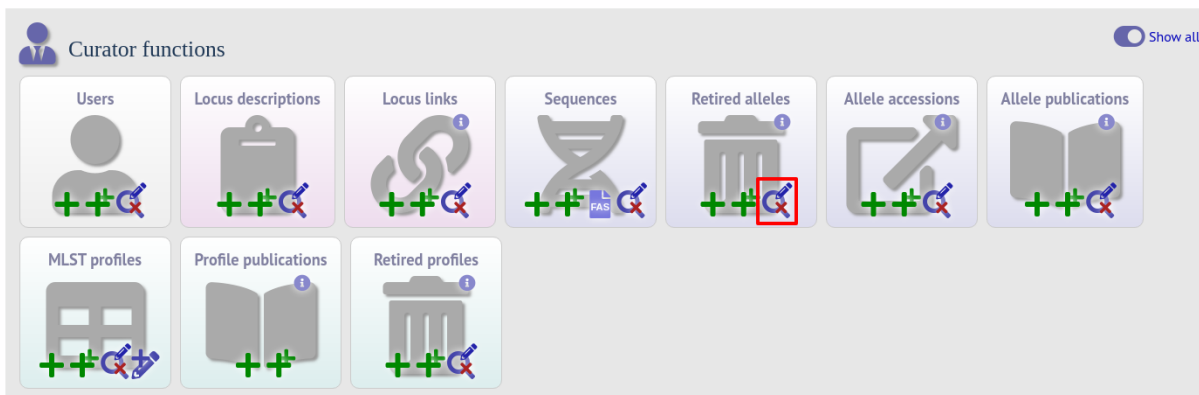 Curator functions
Show all
Users
Locus descriptions
Locus links
Sequences
Retired alleles
Allele accessions
Allele publications
i
i
i
i
FAS
MLST profiles
Profile publications
Retired profiles
i
i